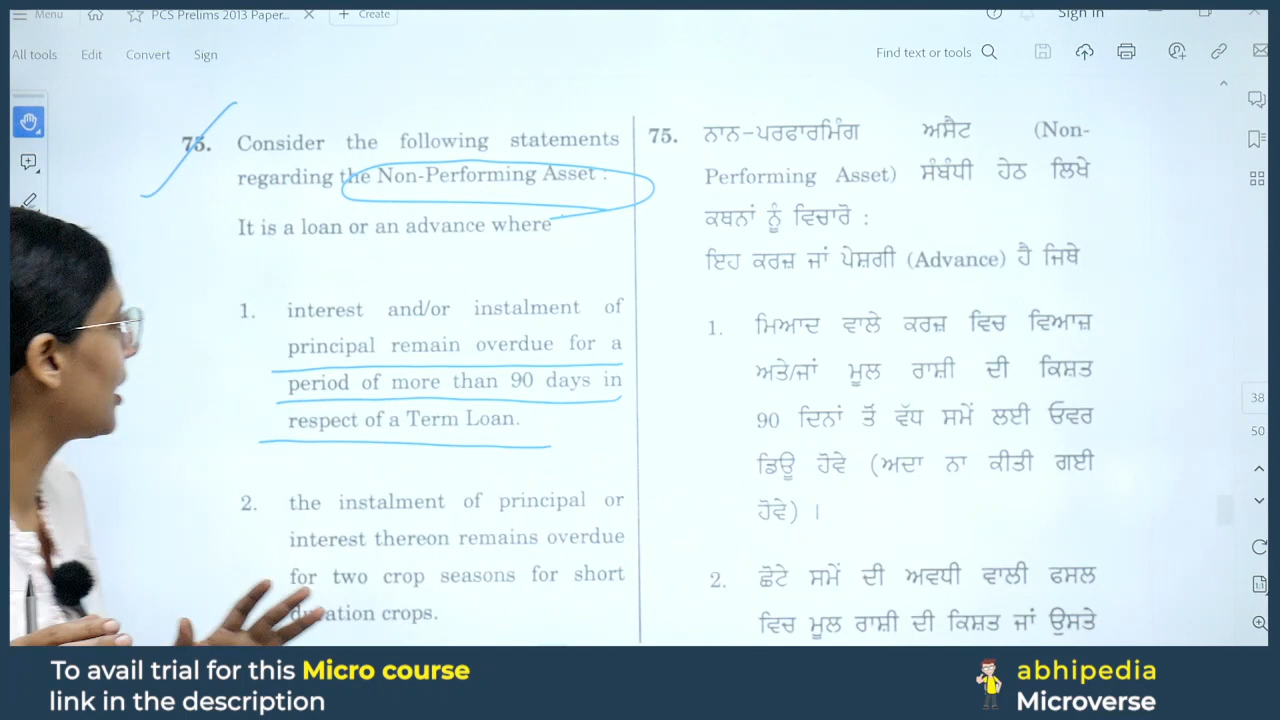 Menu
PCS Prelims 2013 Paper...
Create
Sign In
All tools Edit Convert Sign
Find text or tools
75. Consider the following statements
regarding the Non-Performing Asset :
It is a loan or an advance where
1. interest and/or instalment of
principal remain overdue for a
period of more than 90 days in
respect of a Term Loan.
2. the instalment of principal or
interest thereon remains overdue
for two crop seasons for short
duration crops.
75. ਨਾਨ-ਪਰਫਾਰਮਿੰਗ ਅਸੈਟ (Non-
Performing Asset) ਸੰਬੰਧੀ ਹੇਠ ਲਿਖੇ
ਕਥਨਾਂ ਨੂੰ ਵਿਚਾਰੋ :
ਇਹ ਕਰਜ਼ ਜਾਂ ਪੇਸ਼ਗੀ (Advance) ਹੈ ਜਿਥੇ
1. ਮਿਆਦ ਵਾਲੇ ਕਰਜ਼ ਵਿਚ ਵਿਆਜ਼
ਅਤੇ/ਜਾਂ ਮੂਲ ਰਾਸ਼ੀ ਦੀ ਕਿਸ਼ਤ
90 ਦਿਨਾਂ ਤੋਂ ਵੱਧ ਸਮੇਂ ਲਈ ਓਵਰ
ਡਿਊ ਹੋਵੇ (ਅਦਾ ਨਾ ਕੀਤੀ ਗਈ
ਹੋਵੇ) ।
2. ਛੋਟੇ ਸਮੇਂ ਦੀ ਅਵਧੀ ਵਾਲੀ ਫਸਲ
ਵਿਚ ਮੂਲ ਰਾਸ਼ੀ ਦੀ ਕਿਸ਼ਤ ਜਾਂ ਉਸਤੇ
38
50
To avail trial for this Micro course
link in the description
abhipedia
Microverse